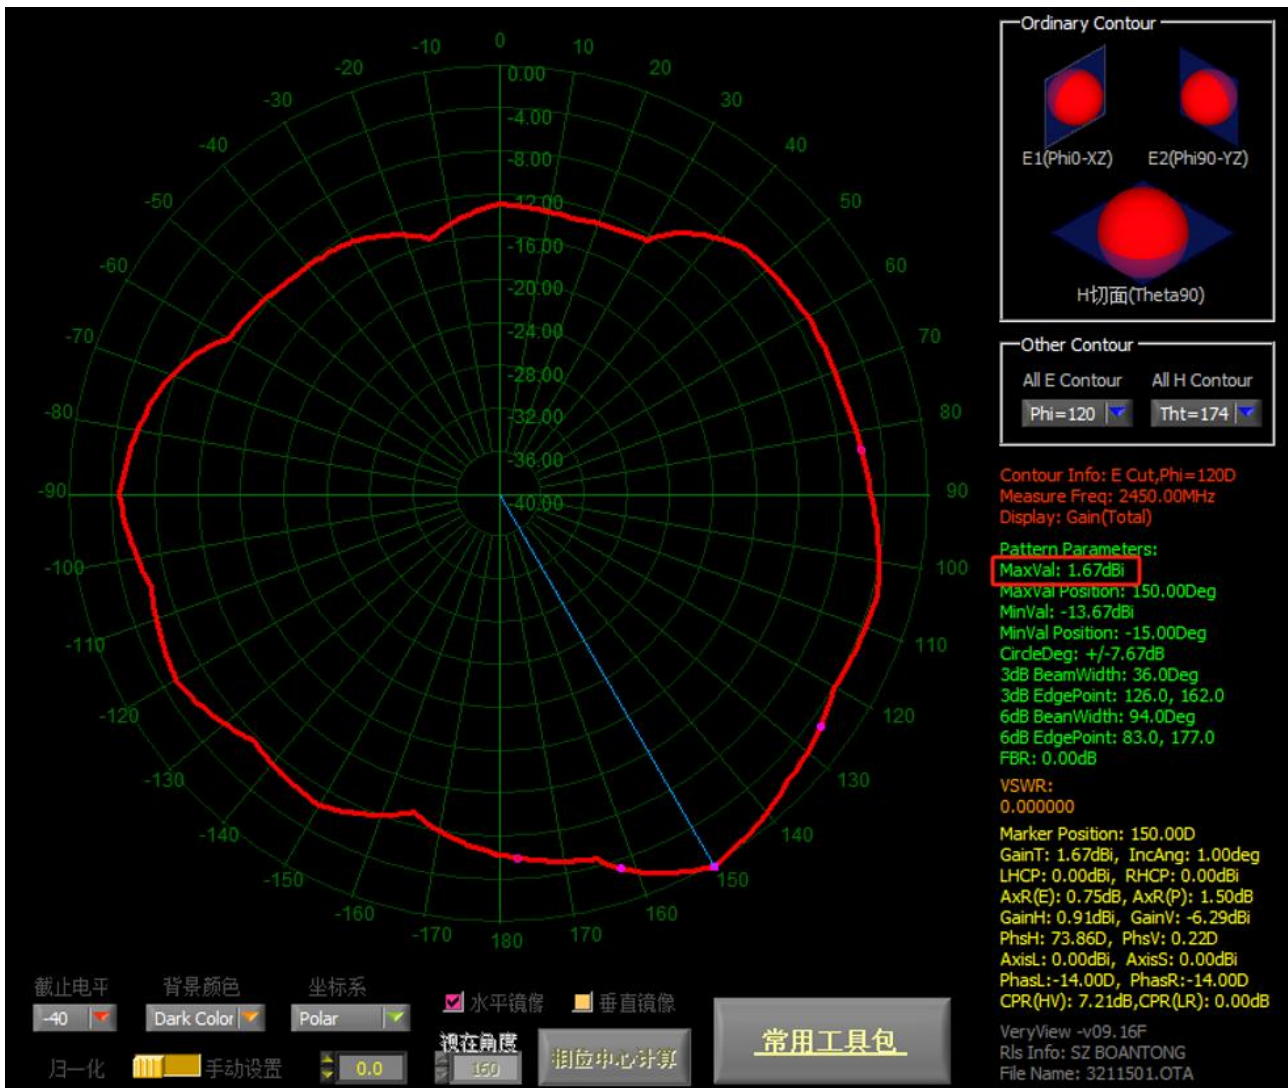 Ordinary Contour
E1(Phi0-XZ) E2(Phi90-YZ)
H切面(Theta90)
Other Contour
All E Contour All H Contour
Phi=120 Tht=174
Contour Info: E Cut,Phi=120D
Measure Freq: 2450.00MHz
Display: Gain(Total)
Pattern Parameters:
MaxVal: 1.67dBi
MaxVal Position: 150.00Deg
MinVal: -13.67dBi
MinVal Position: -15.00Deg
CircleDeg: +/-7.67dB
3dB BeamWidth: 36.0Deg
3dB EdgePoint: 126.0, 162.0
6dB BeanWidth: 94.0Deg
6dB EdgePoint: 83.0, 177.0
FBR: 0.00dB
VSWR:
0.000000
Marker Position: 150.00D
GainT: 1.67dBi, IncAng: 1.00deg
LHCP: 0.00dBi, RHCP: 0.00dBi
AxR(E): 0.75dB, AxR(P): 1.50dB
GainH: 0.91dBi, GainV: -6.29dBi
PhsH: 73.86D, PhsV: 0.22D
AxisL: 0.00dBi, AxisS: 0.00dBi
PhasL:-14.00D, PhasR:-14.00D
CPR(HV): 7.21dB,CPR(LR): 0.00dB
VeryView -v09.16F
Rls Info: SZ BOANTONG
File Name: 3211501.OTA
0
10
20
30
40
50
60
70
80
90
100
110
120
130
140
150
160
170
180
-170
-160
-150
-140
-130
-120
-110
-100
-90
-80
-70
-60
-50
-40
-30
-20
-10
0.00
-4.00
-8.00
-12.00
-16.00
-20.00
-24.00
-28.00
-32.00
-36.00
-40.00
截止电平 背景颜色 坐标系
-40 Dark Color Polar
水平镜像 垂直镜像
归一化 手动设置 0.0
视在角度
160
相位中心计算
常用工具包